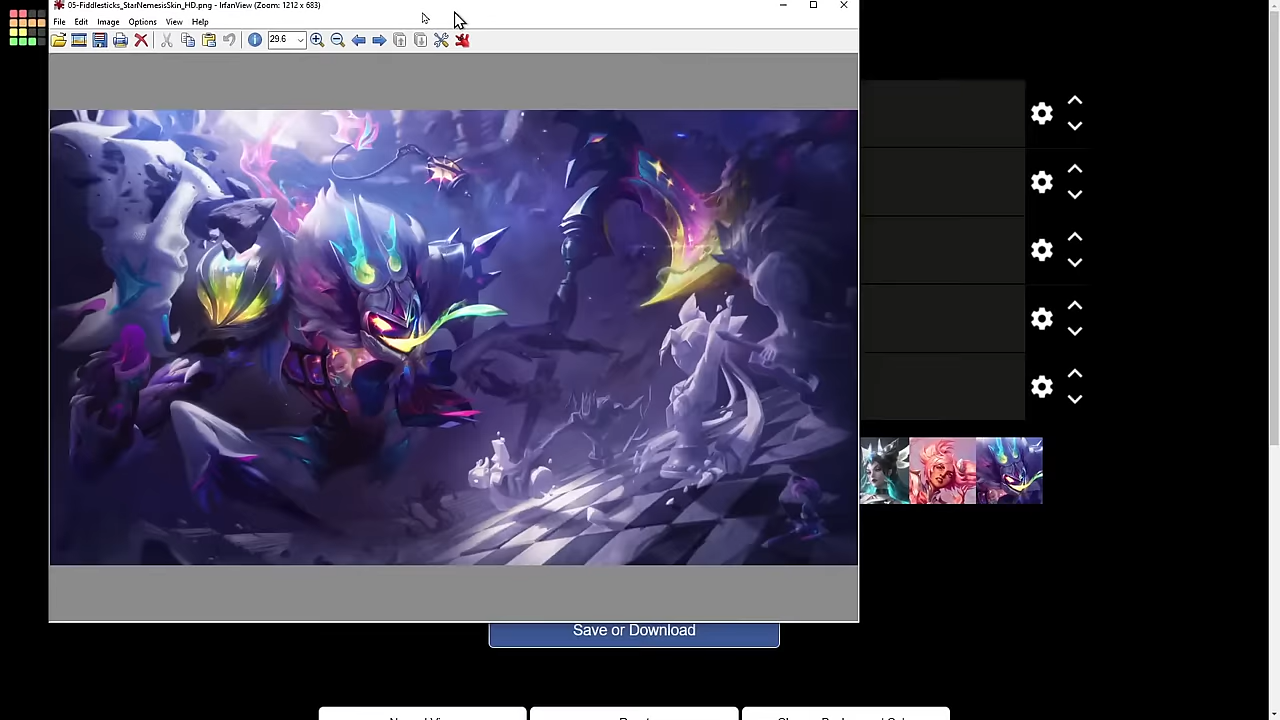 05-Fiddlesticks_StarNemesisSkin_HD.png - IrfanView (Zoom: 1212 x 683)
File Edit Image Options View Help
29.6
Save or Download